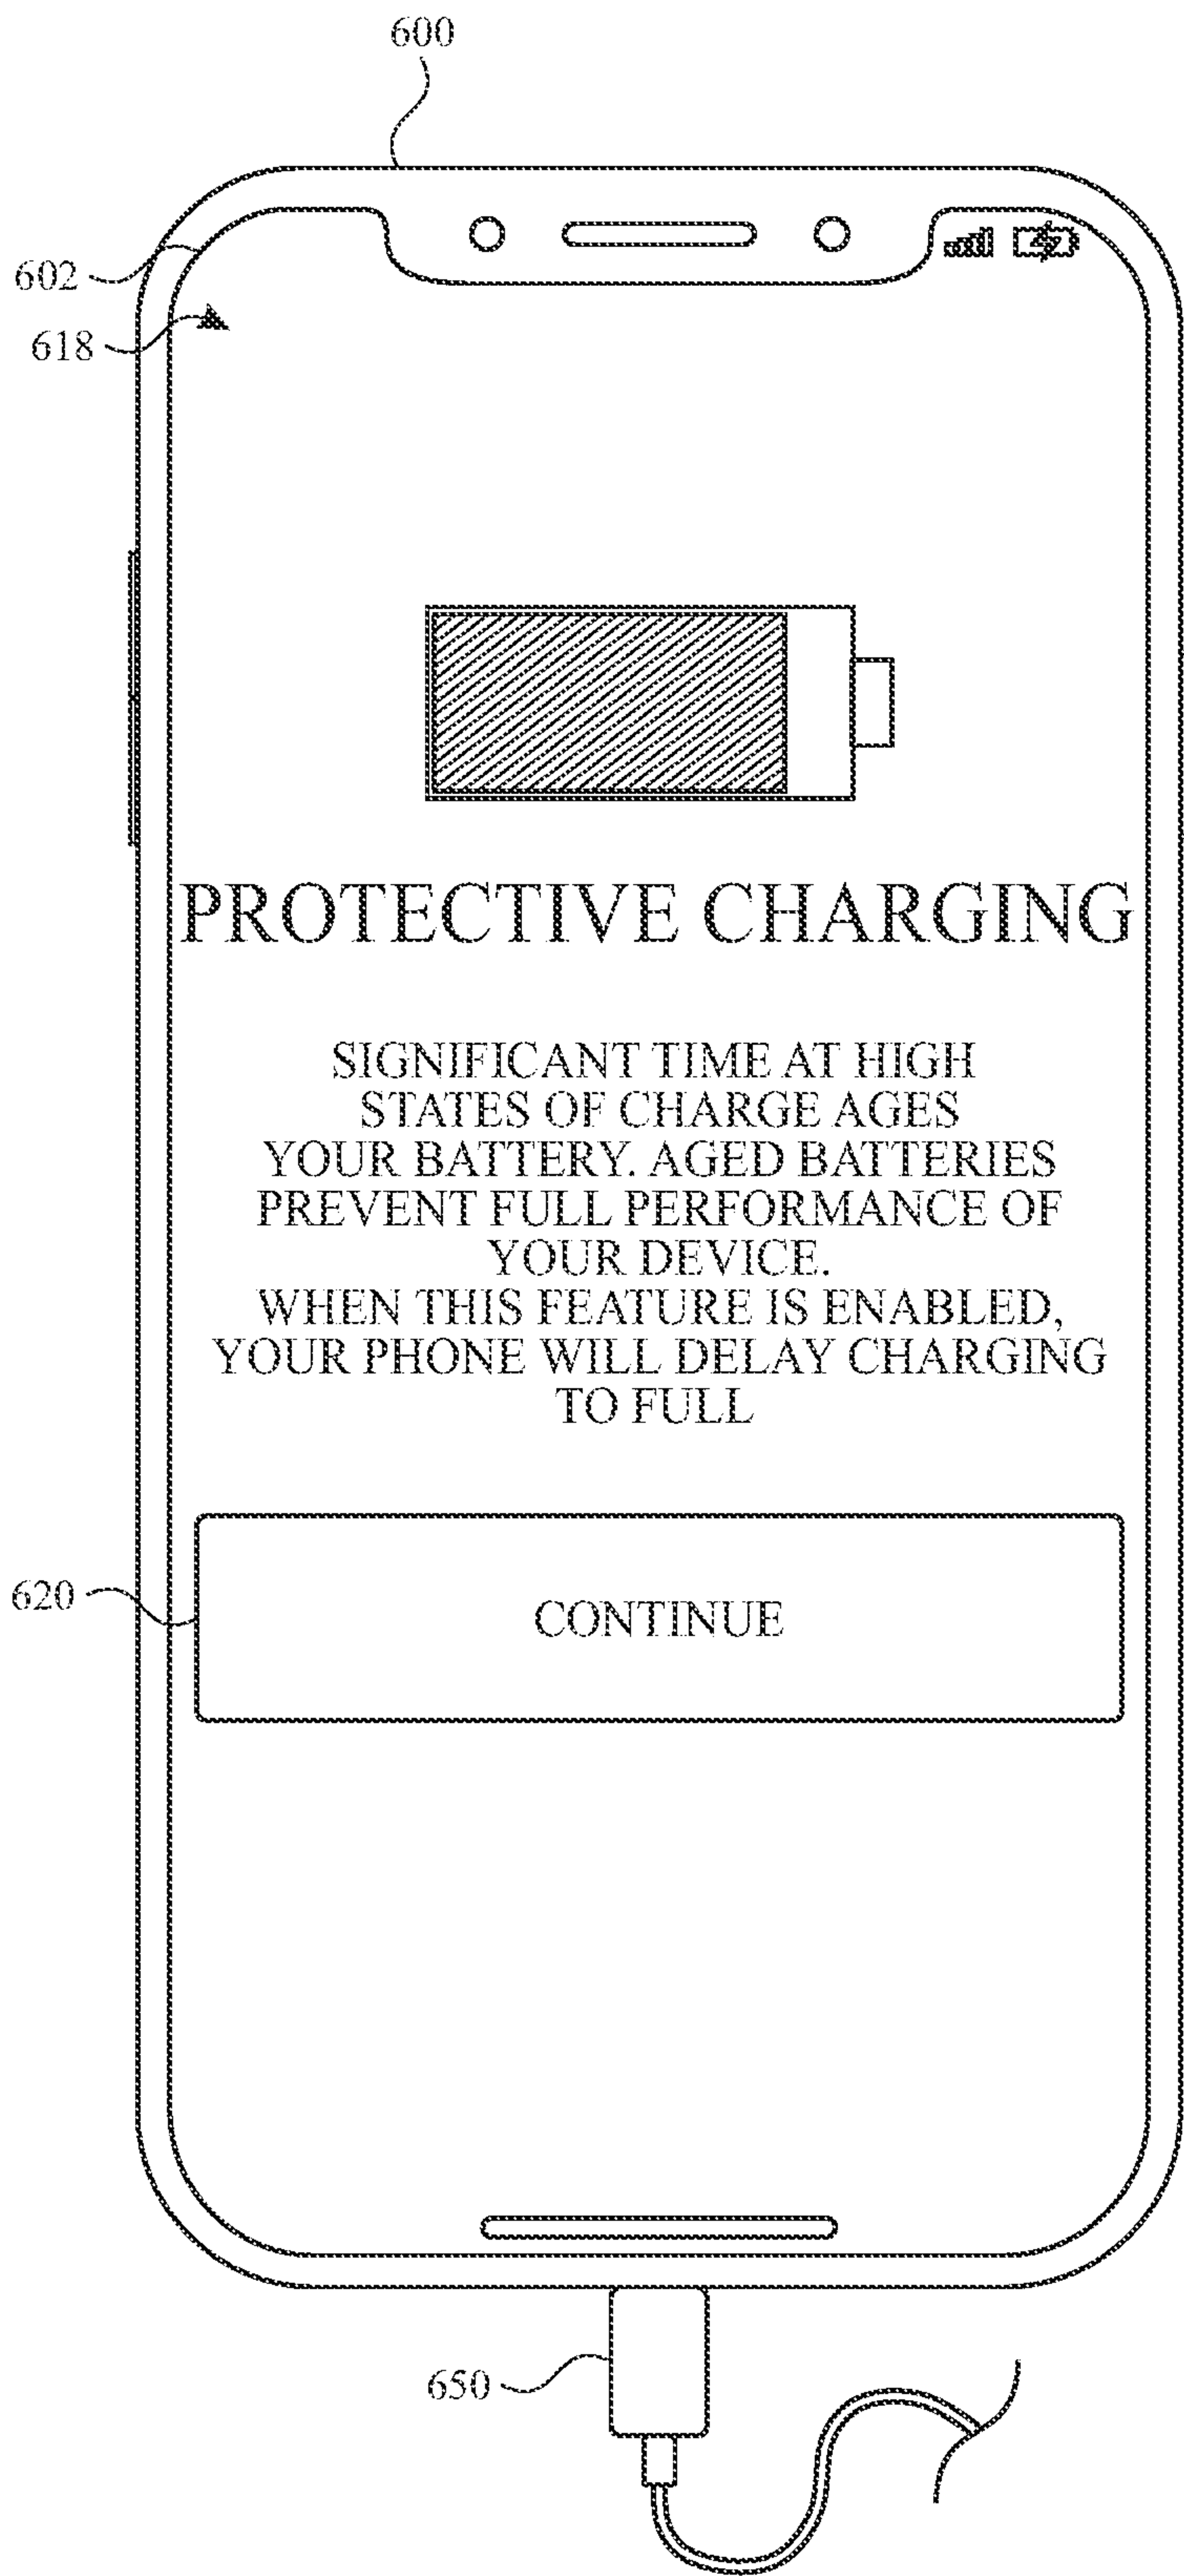 600
602
618
PROTECTIVE CHARGING
SIGNIFICANT TIME AT HIGH
STATES OF CHARGE AGES
YOUR BATTERY. AGED BATTERIES
PREVENT FULL PERFORMANCE OF
YOUR DEVICE.
WHEN THIS FEATURE IS ENABLED,
YOUR PHONE WILL DELAY CHARGING
TO FULL
620
CONTINUE
650